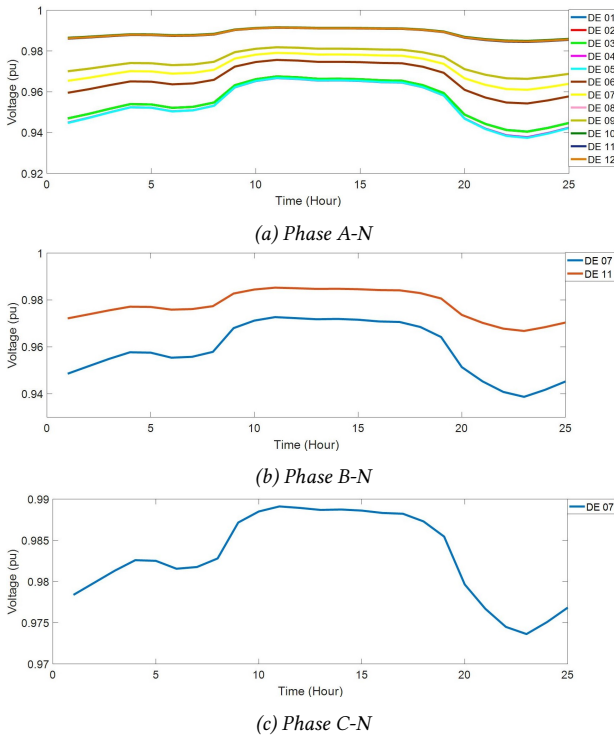 1
0.98
0.96
0.94
0.92
Voltage (pu)
0 5 10 15 20 25
Time (Hour)
DE 01
DE 02
DE 03
DE 04
DE 05
DE 06
DE 07
DE 08
DE 09
DE 10
DE 11
DE 12
(a) Phase A-N
1
0.98
0.96
0.94
Voltage (pu)
0 5 10 15 20 25
Time (Hour)
DE 07
DE 11
(b) Phase B-N
0.99
0.985
0.98
0.975
0.97
Voltage (pu)
0 5 10 15 20 25
Time (Hour)
DE 07
(c) Phase C-N